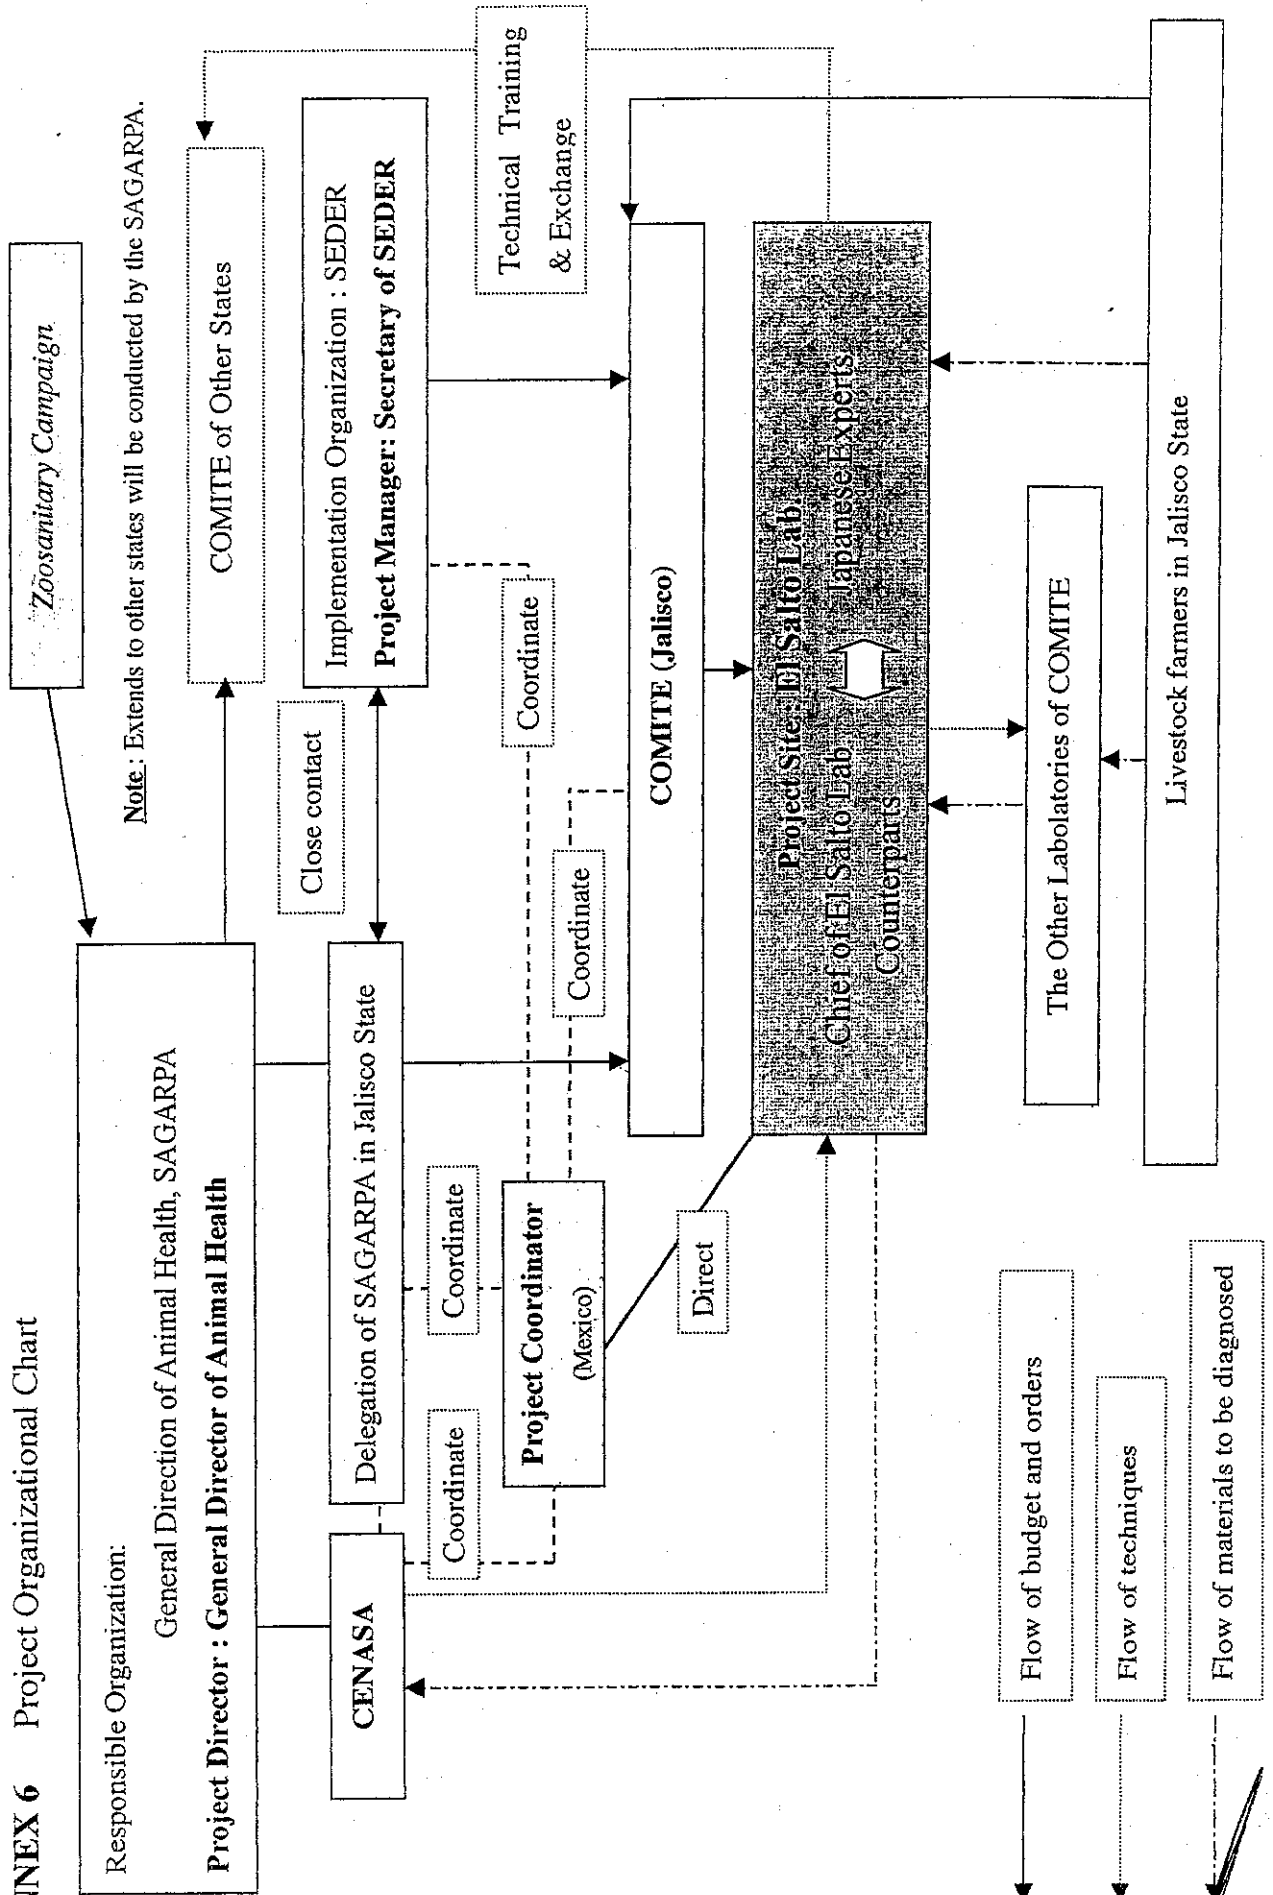 NNEX 6 Project Organizational Chart
Zoosanitary Campaign
Responsible Organization:
General Direction of Animal Health, SAGARPA
Project Director : General Director of Animal Health
Note : Extends to other states will be conducted by the SAGARPA.
COMITE of Other States
Close contact
CENASA
Delegation of SAGARPA in Jalisco State
Implementation Organization : SEDER
Project Manager: Secretary of SEDER
Coordinate
Coordinate
Coordinate
Coordinate
Technical Training
& Exchange
Project Coordinator
(Mexico)
Direct
COMITE (Jalisco)
Project Site : El Salto Lab.
Chief of El Salto Lab
Japanese Experts
Counterparts
The Other Labolatories of COMITE
Livestock farmers in Jalisco State
Flow of budget and orders
Flow of techniques
Flow of materials to be diagnosed